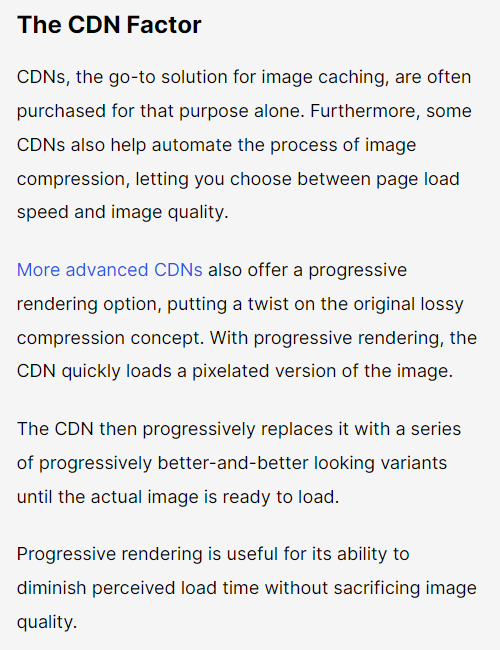 The CDN Factor
CDNs, the go-to solution for image caching, are often
purchased for that purpose alone. Furthermore, some
CDNs also help automate the process of image
compression, letting you choose between page load
speed and image quality.
More advanced CDNs also offer a progressive
rendering option, putting a twist on the original lossy
compression concept. With progressive rendering, the
CDN quickly loads a pixelated version of the image.
The CDN then progressively replaces it with a series
of progressively better-and-better looking variants
until the actual image is ready to load.
Progressive rendering is useful for its ability to
diminish perceived load time without sacrificing image
quality.